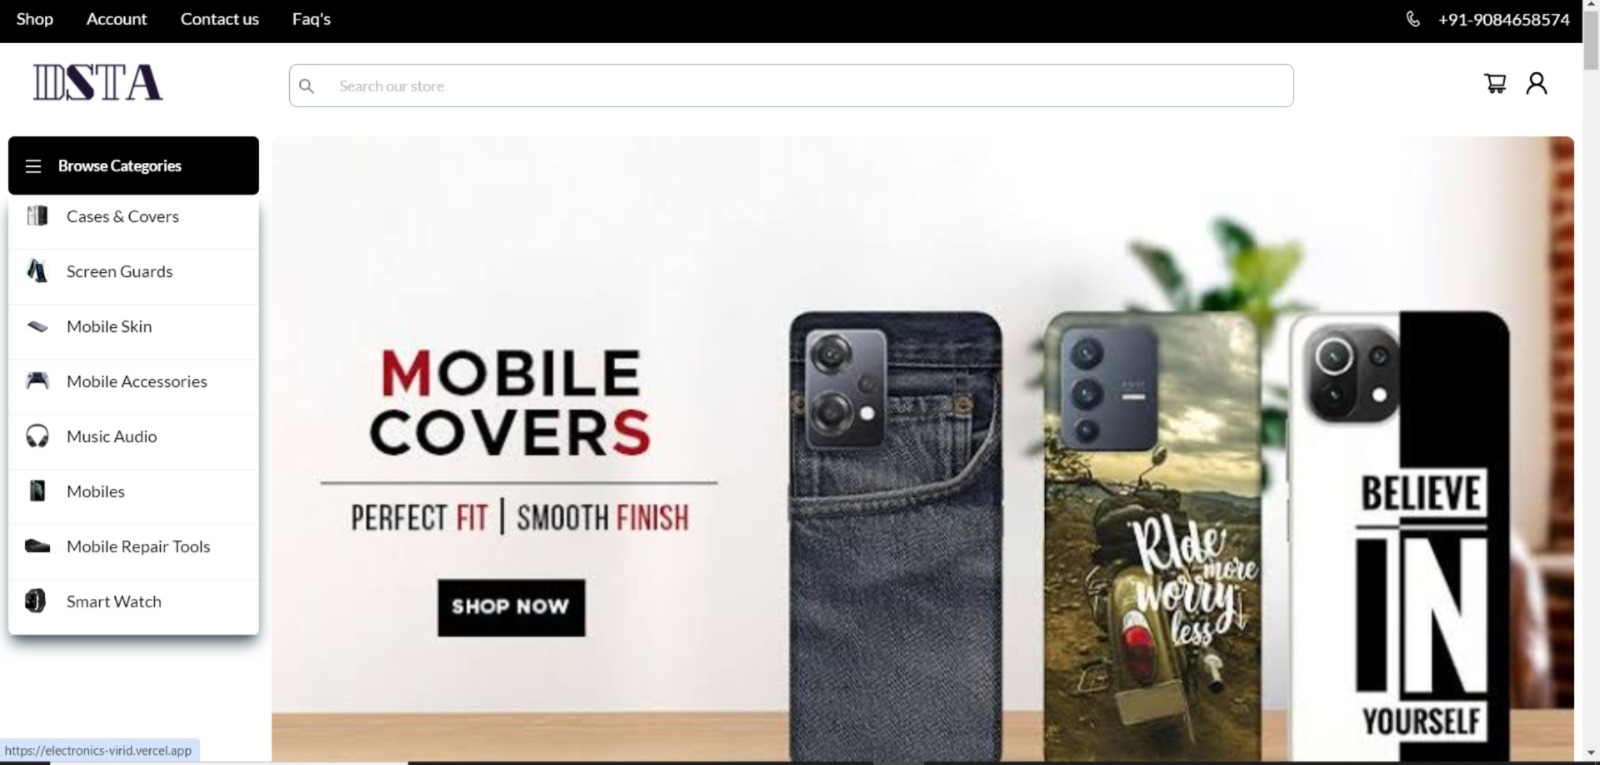 Shop Account Contact us Faq's +91-9084658574
DSTA
Search our store
Browse Categories
Cases & Covers
Screen Guards
Mobile Skin
Mobile Accessories
Music Audio
Mobiles
Mobile Repair Tools
Smart Watch
MOBILE
COVERS
PERFECT FIT | SMOOTH FINISH
SHOP NOW
RIde
more
worry
less
BELIEVE
IN
YOURSELF
https://electronics-virid.vercel.app